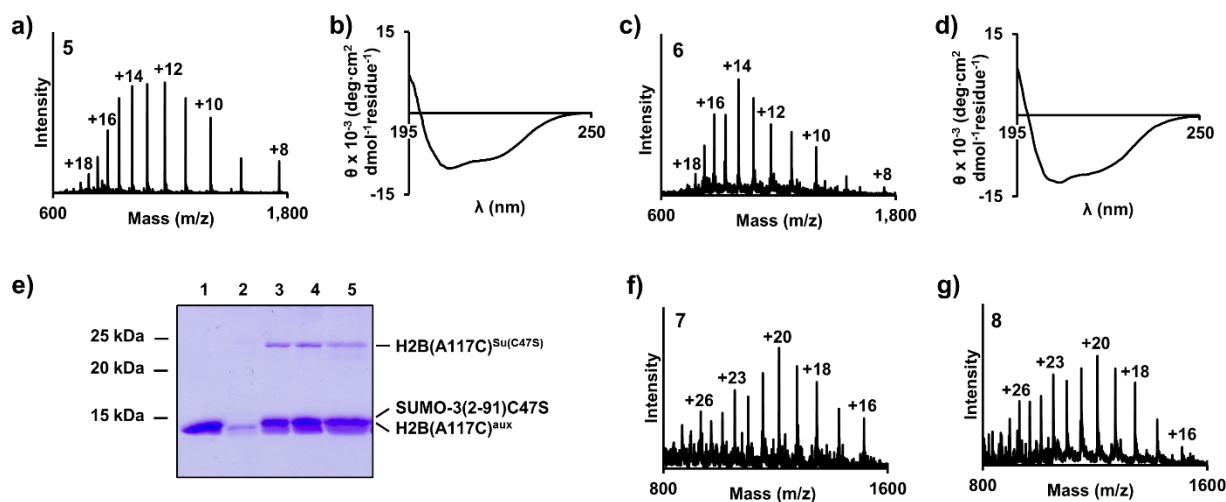 a)
5
Intensity
+18
+16
+14
+12
+10
+8
600
1,800
Mass (m/z)
b)
θ x 10⁻³ (deg·cm²
dmol⁻¹residue⁻¹)
15
195
250
-15
λ (nm)
c)
6
Intensity
+18
+16
+14
+12
+10
+8
600
1,800
Mass (m/z)
d)
θ x 10⁻³ (deg·cm²
dmol⁻¹residue⁻¹)
15
195
250
-15
λ (nm)
e)
1 2 3 4 5
25 kDa
20 kDa
15 kDa
H2B(A117C)ˢᵘ⁽ᶜ⁴⁷ˢ⁾
SUMO-3(2-91)C47S
H2B(A117C)ᵃᵘˣ
f)
7
Intensity
+26
+23
+20
+18
+16
800
1600
Mass (m/z)
g)
8
Intensity
+26
+23
+20
+18
+16
800
1600
Mass (m/z)